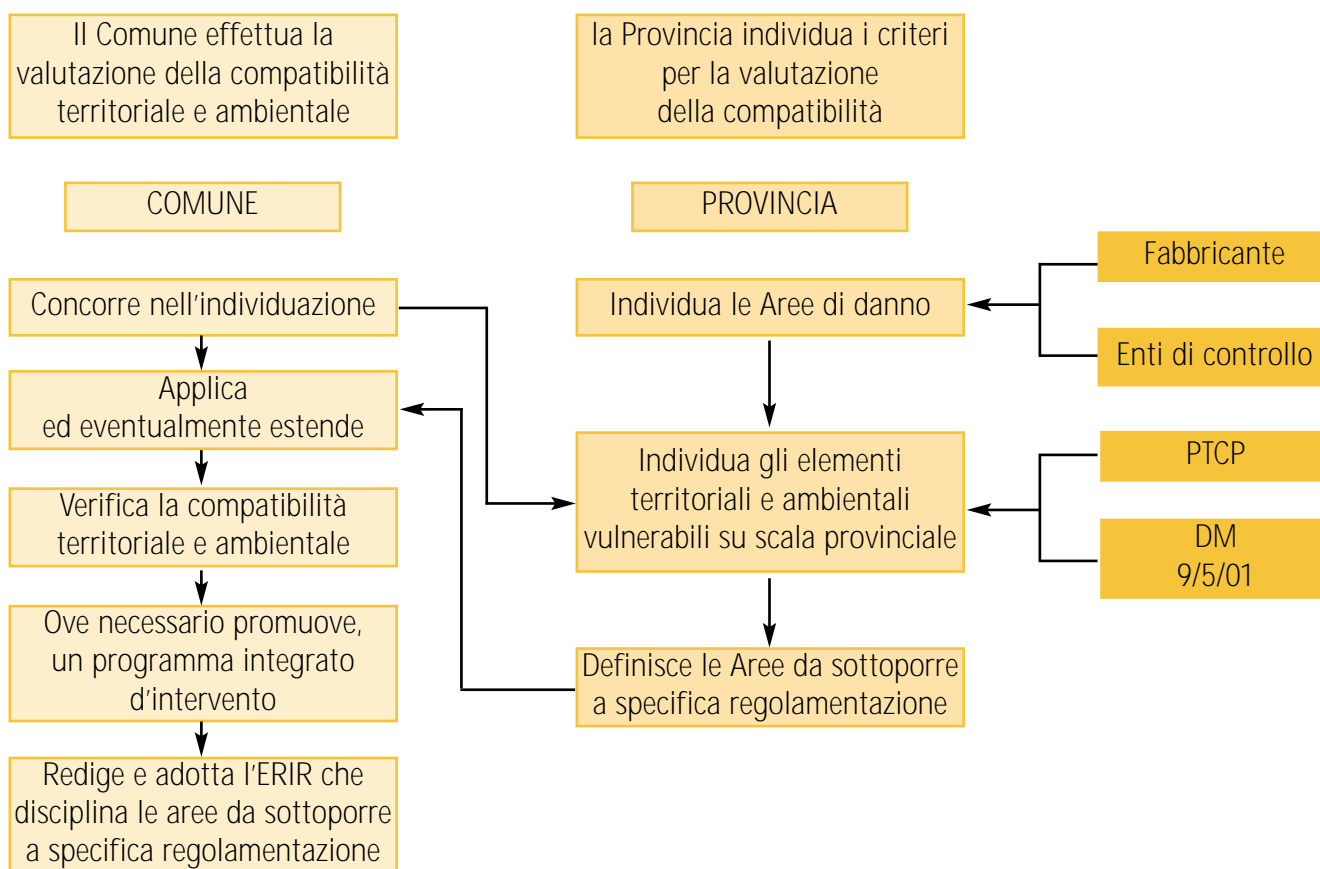 Il Comune effettua la
valutazione della compatibilità
territoriale e ambientale
la Provincia individua i criteri
per la valutazione
della compatibilità
COMUNE
PROVINCIA
Concorre nell'individuazione
Applica
ed eventualmente estende
Verifica la compatibilità
territoriale e ambientale
Ove necessario promuove,
un programma integrato
d'intervento
Redige e adotta l'ERIR che
disciplina le aree da sottoporre
a specifica regolamentazione
Individua le Aree di danno
Individua gli elementi
territoriali e ambientali
vulnerabili su scala provinciale
Definisce le Aree da sottoporre
a specifica regolamentazione
Fabbricante
Enti di controllo
PTCP
DM
9/5/01